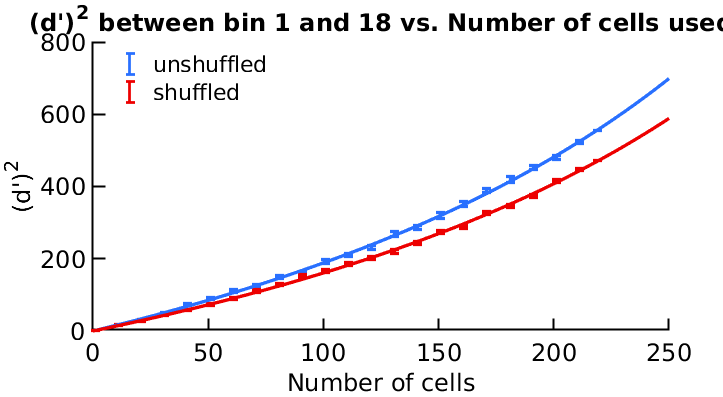 (d')² between bin 1 and 18 vs. Number of cells used
800
600
400
200
0
(d')²
unshuffled
shuffled
0 50 100 150 200 250
Number of cells